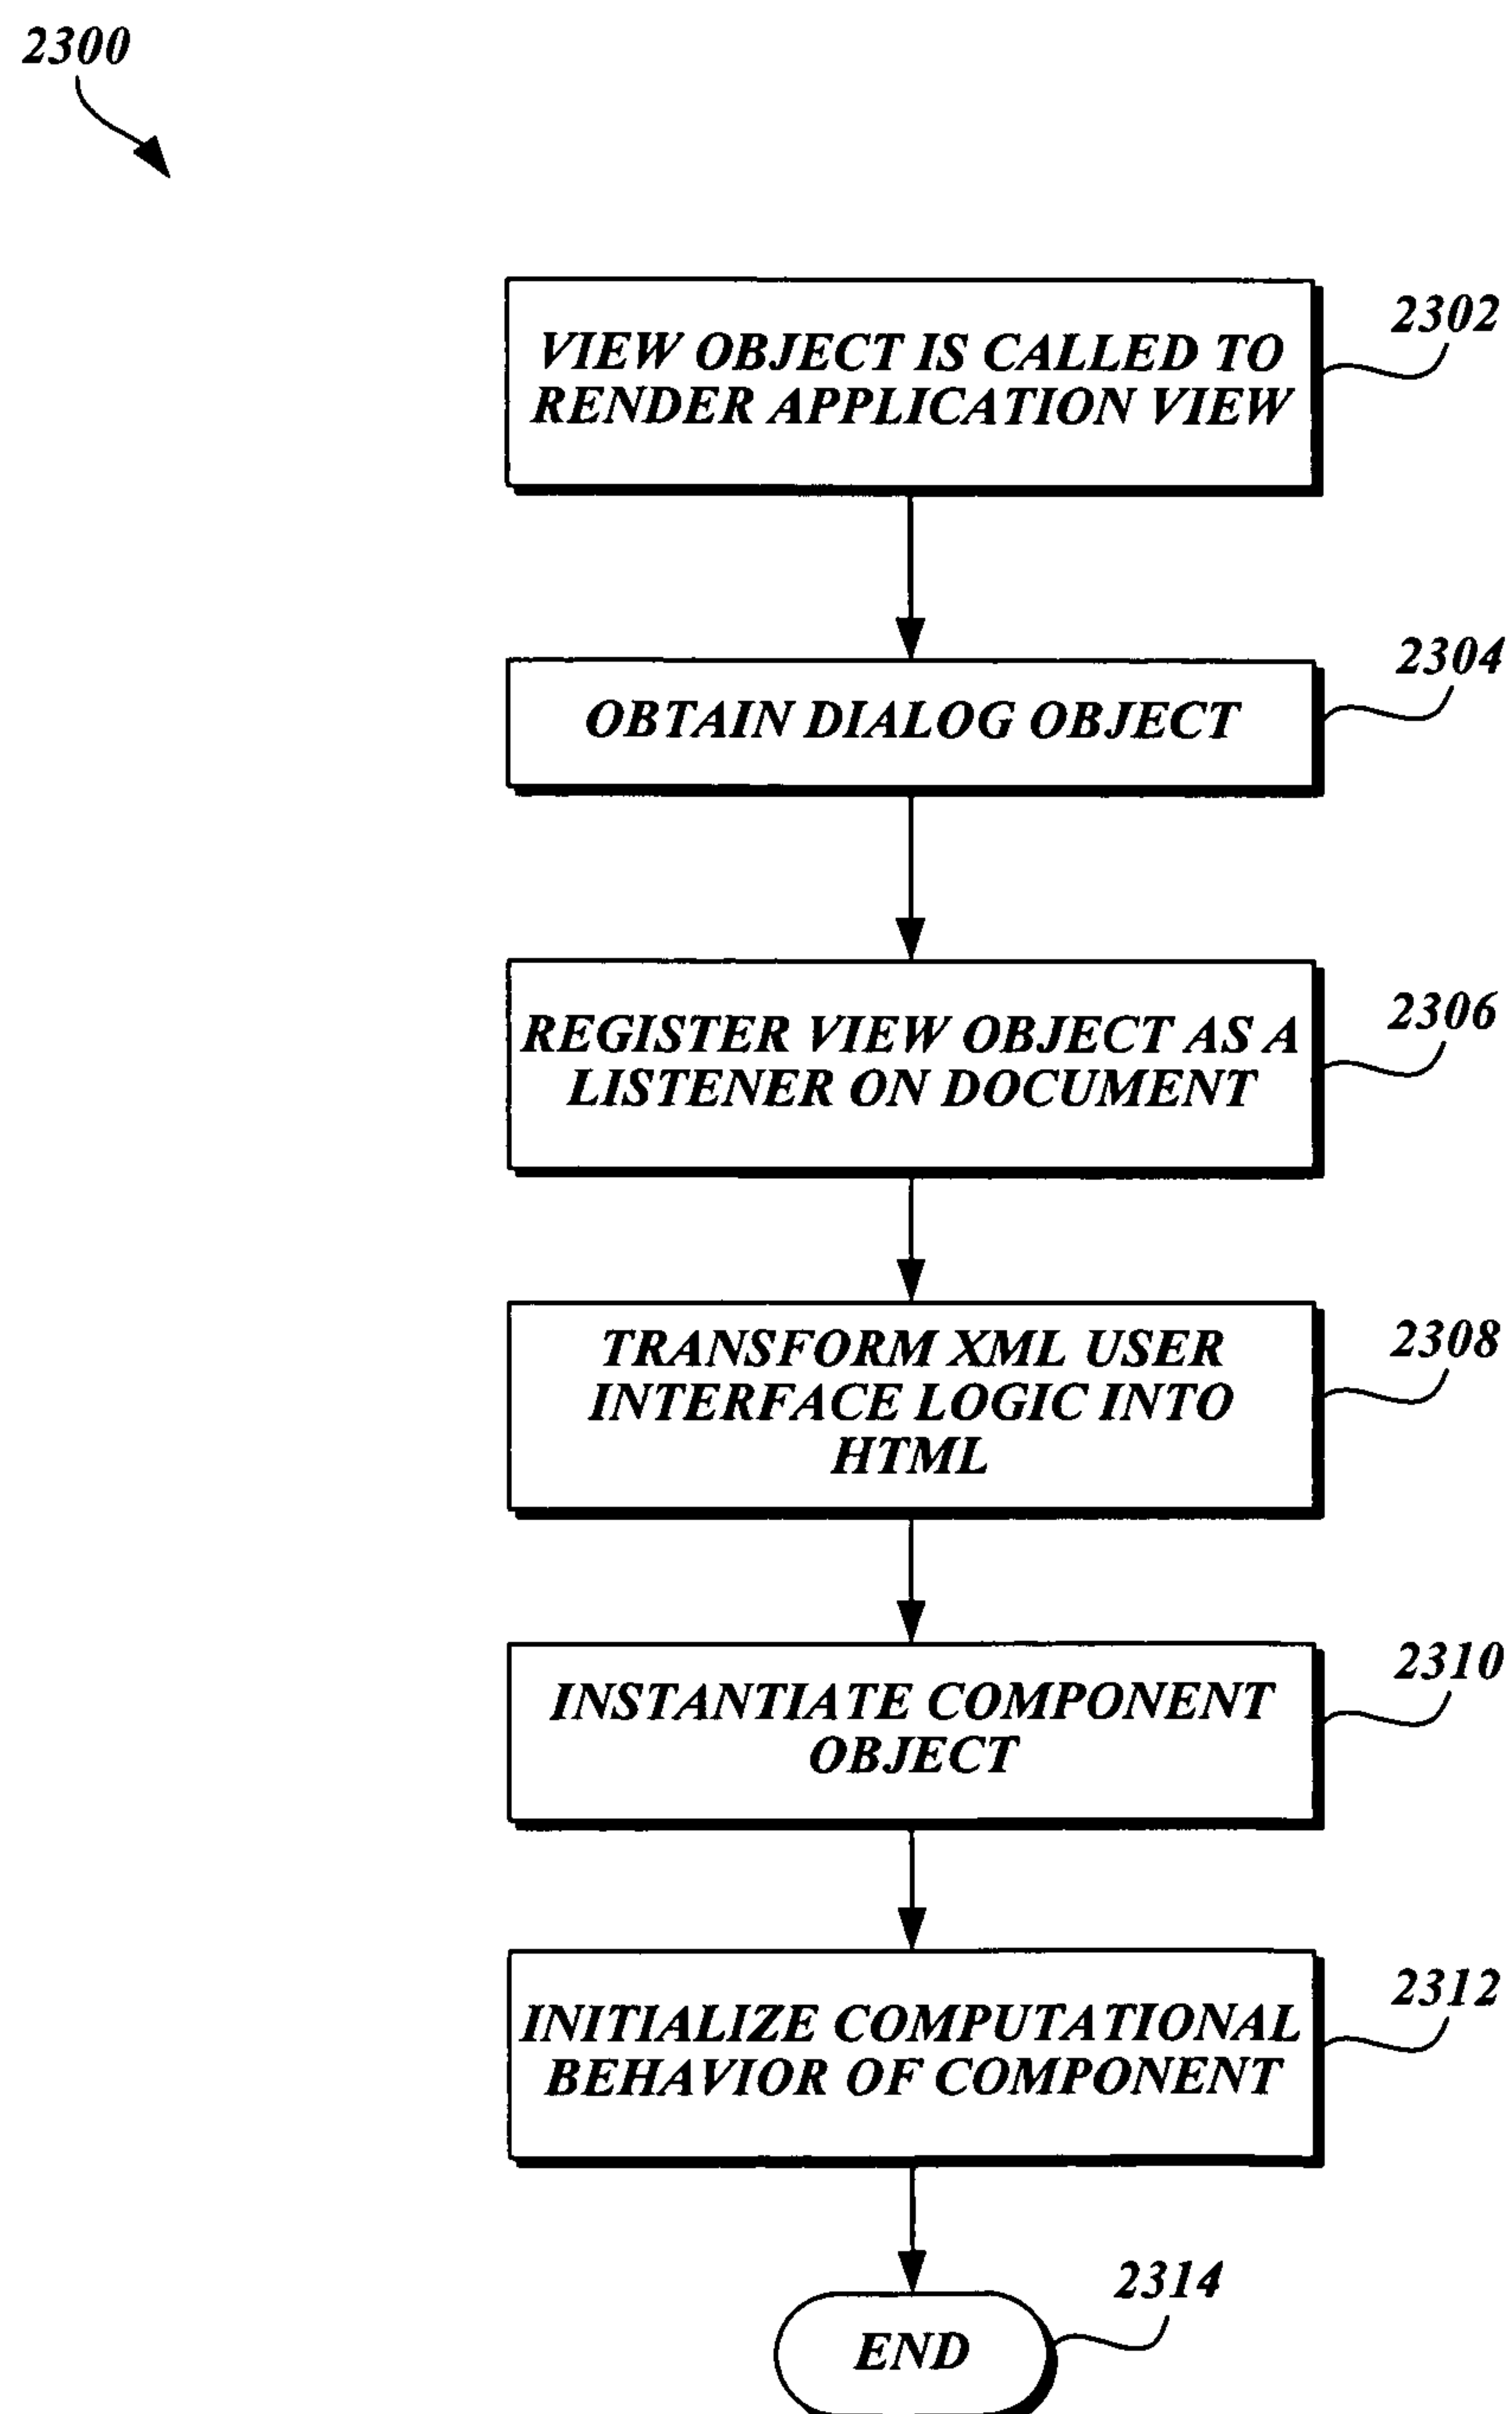 2300
VIEW OBJECT IS CALLED TO
RENDER APPLICATION VIEW
2302
OBTAIN DIALOG OBJECT
2304
REGISTER VIEW OBJECT AS A
LISTENER ON DOCUMENT
2306
TRANSFORM XML USER
INTERFACE LOGIC INTO
HTML
2308
INSTANTIATE COMPONENT
OBJECT
2310
INITIALIZE COMPUTATIONAL
BEHAVIOR OF COMPONENT
2312
END
2314